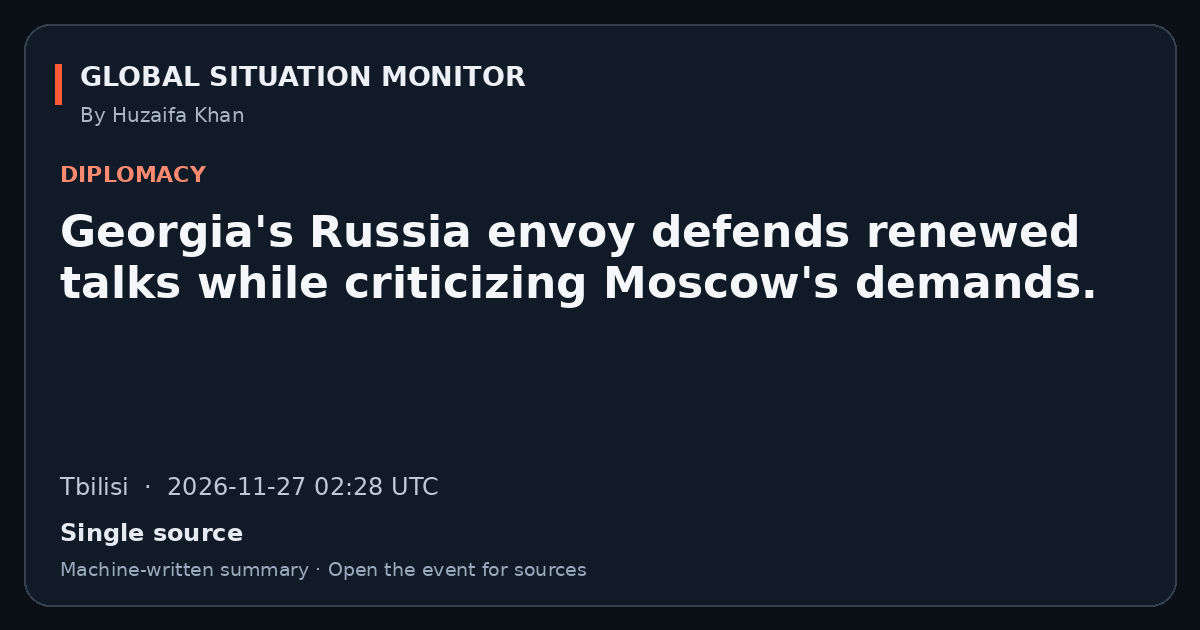 GLOBAL SITUATION MONITOR
By Huzaifa Khan
DIPLOMACY
Georgia's Russia envoy defends renewed
talks while criticizing Moscow's demands.
Tbilisi · 2026-11-27 02:28 UTC
Single source
Machine-written summary · Open the event for sources